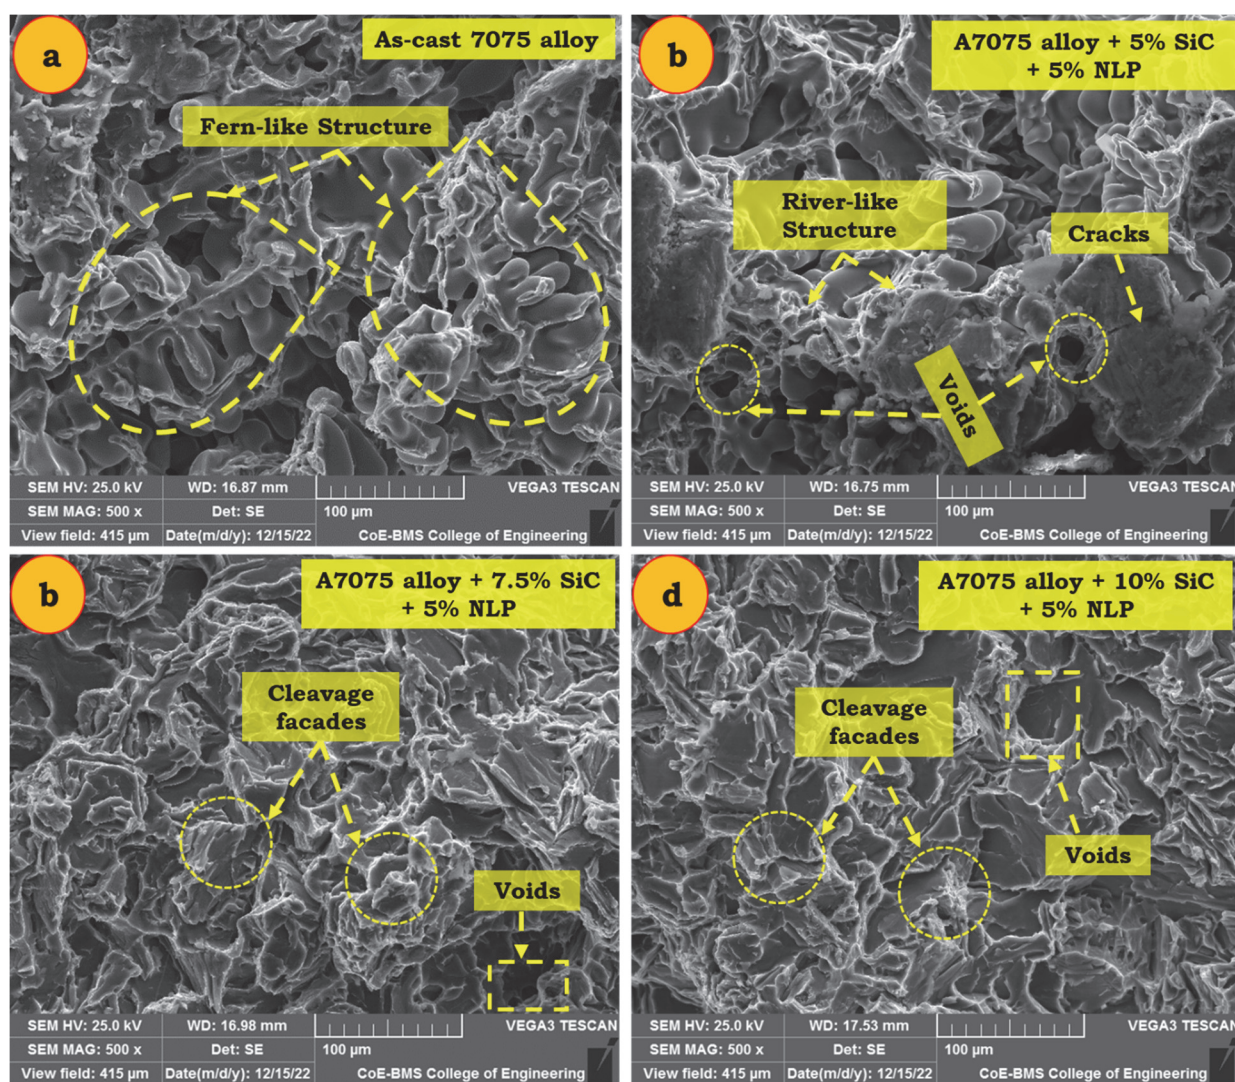 a
As-cast 7075 alloy
Fern-like Structure
SEM HV: 25.0 kV
WD: 16.87 mm
VEGA3 TESCAN
SEM MAG: 500 x
Det: SE
100 µm
View field: 415 µm
Date(m/d/y): 12/15/22
CoE-BMS College of Engineering
b
A7075 alloy + 5% SiC
+ 5% NLP
River-like
Structure
Cracks
Voids
SEM HV: 25.0 kV
WD: 16.75 mm
VEGA3 TESCAN
SEM MAG: 500 x
Det: SE
100 µm
View field: 415 µm
Date(m/d/y): 12/15/22
CoE-BMS College of Engineering
b
A7075 alloy + 7.5% SiC
+ 5% NLP
Cleavage
facades
Voids
SEM HV: 25.0 kV
WD: 16.98 mm
VEGA3 TESCAN
SEM MAG: 500 x
Det: SE
100 µm
View field: 415 µm
Date(m/d/y): 12/15/22
CoE-BMS College of Engineering
d
A7075 alloy + 10% SiC
+ 5% NLP
Cleavage
facades
Voids
SEM HV: 25.0 kV
WD: 17.53 mm
VEGA3 TESCAN
SEM MAG: 500 x
Det: SE
100 µm
View field: 415 µm
Date(m/d/y): 12/15/22
CoE-BMS College of Engineering